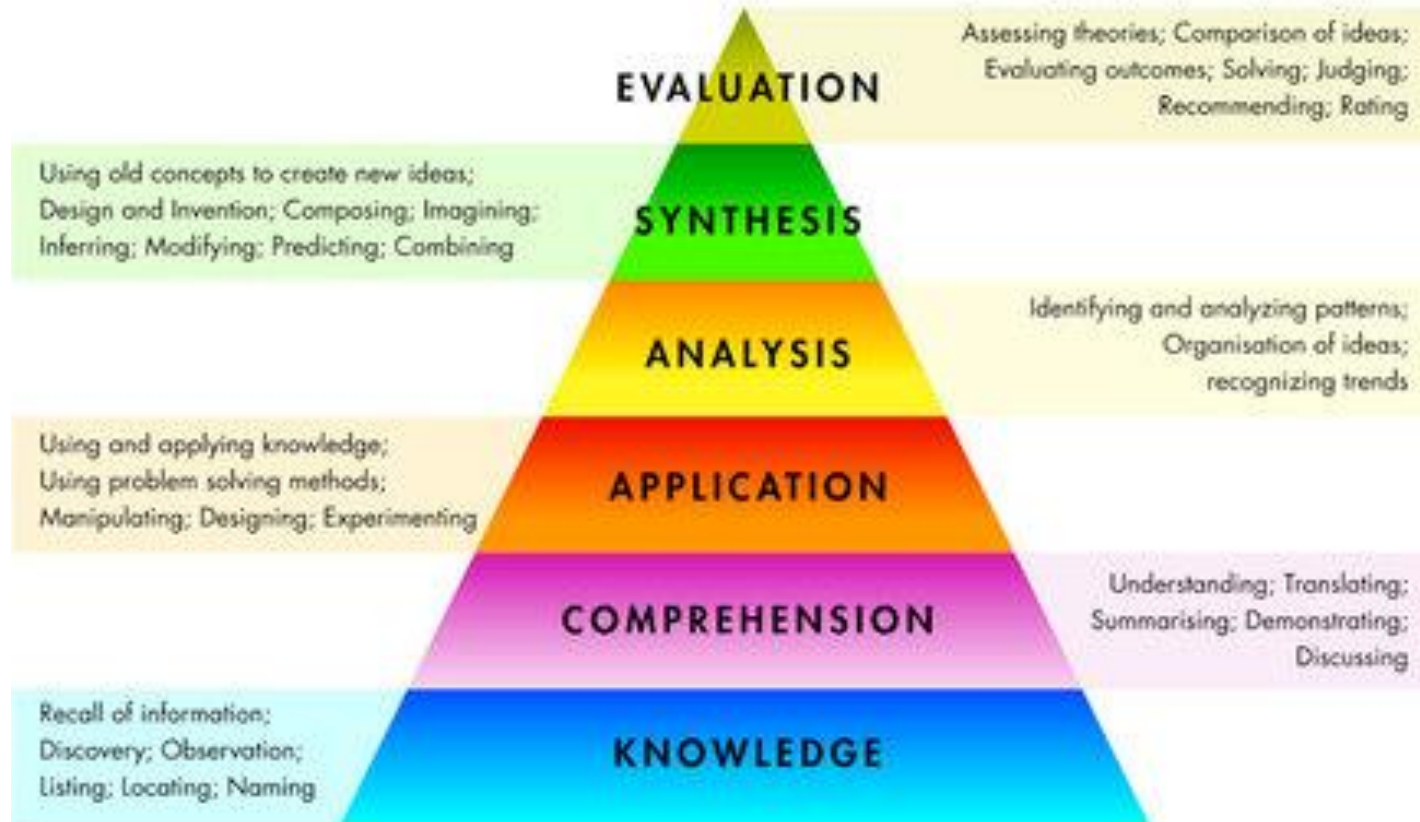 EVALUATION
Assessing theories; Comparison of ideas;
Evaluating outcomes; Solving; Judging;
Recommending; Rating
Using old concepts to create new ideas;
Design and Invention; Composing; Imagining;
Inferring; Modifying; Predicting; Combining
SYNTHESIS
ANALYSIS
Identifying and analyzing patterns;
Organisation of ideas;
recognizing trends
Using and applying knowledge;
Using problem solving methods;
Manipulating; Designing; Experimenting
APPLICATION
COMPREHENSION
Understanding; Translating;
Summarising; Demonstrating;
Discussing
Recall of information;
Discovery; Observation;
Listing; Locating; Naming
KNOWLEDGE